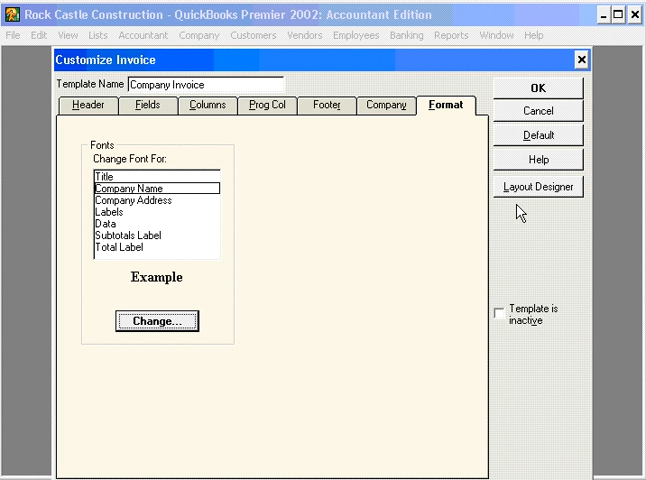 Rock Castle Construction - QuickBooks Premier 2002: Accountant Edition
File Edit View Lists Accountant Company Customers Vendors Employees Banking Reports Window Help
Customize Invoice
Template Name Company Invoice
Header Fields Columns Prog Col Footer Company Format
OK
Cancel
Default
Help
Layout Designer
Fonts
Change Font For:
Title
Company Name
Company Address
Labels
Data
Subtotals Label
Total Label
Example
Change...
Template is
inactive